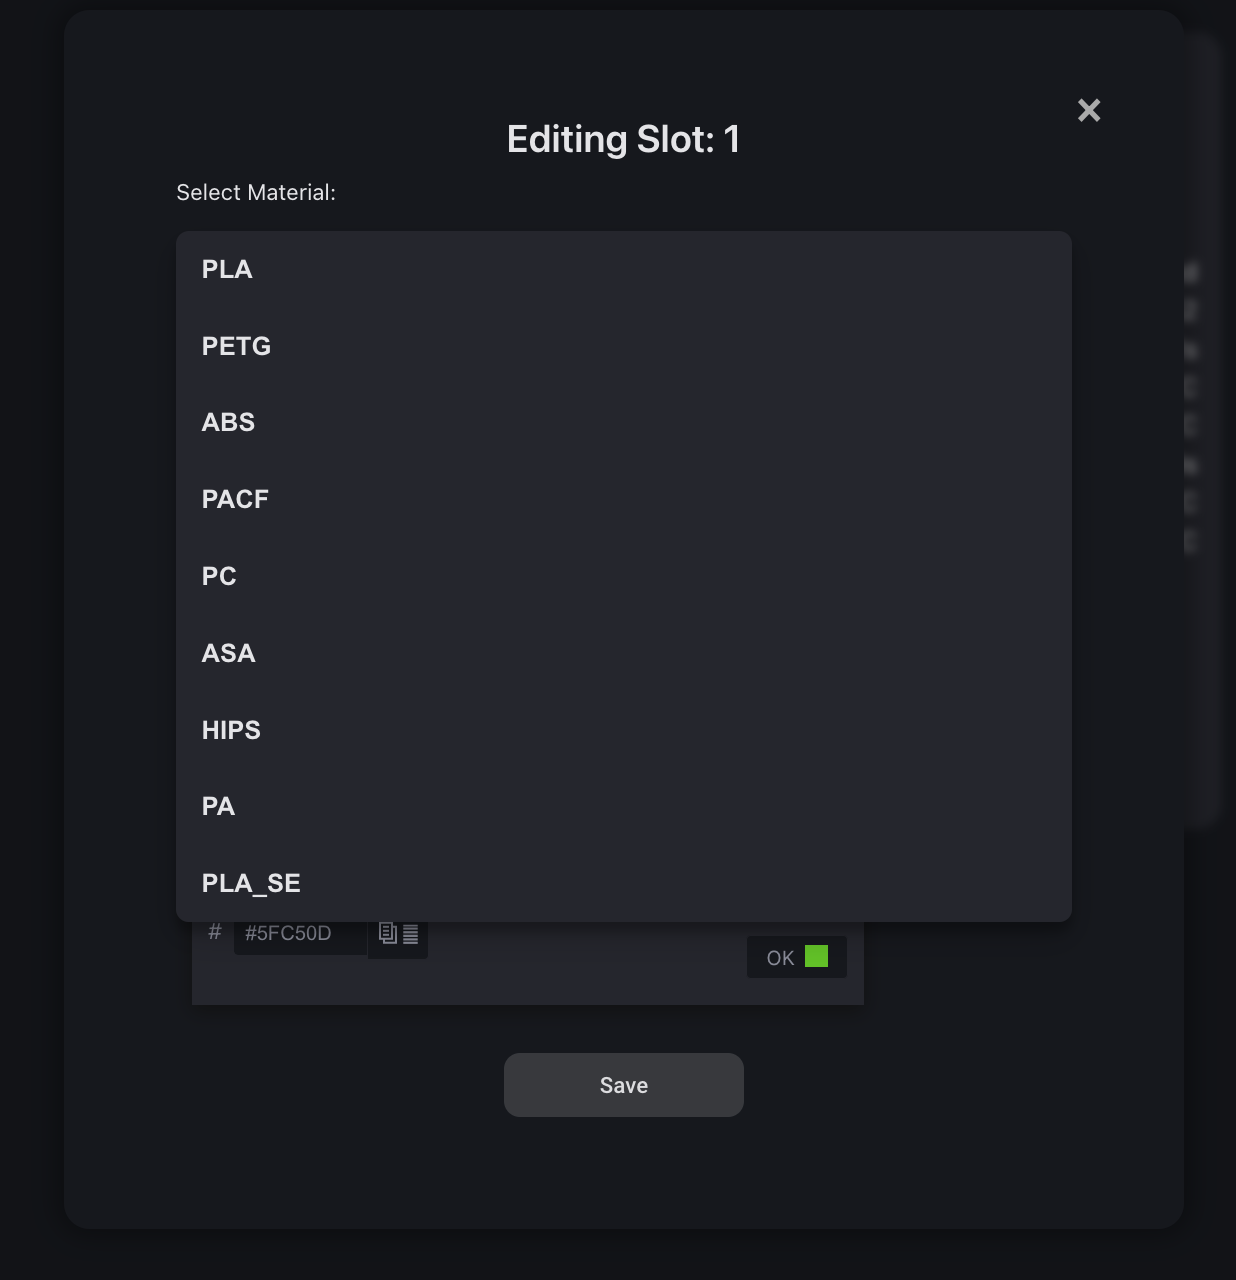 Editing Slot: 1
Select Material:
PLA
PETG
ABS
PACF
PC
ASA
HIPS
PA
PLA_SE
# #5FC50D
OK
Save